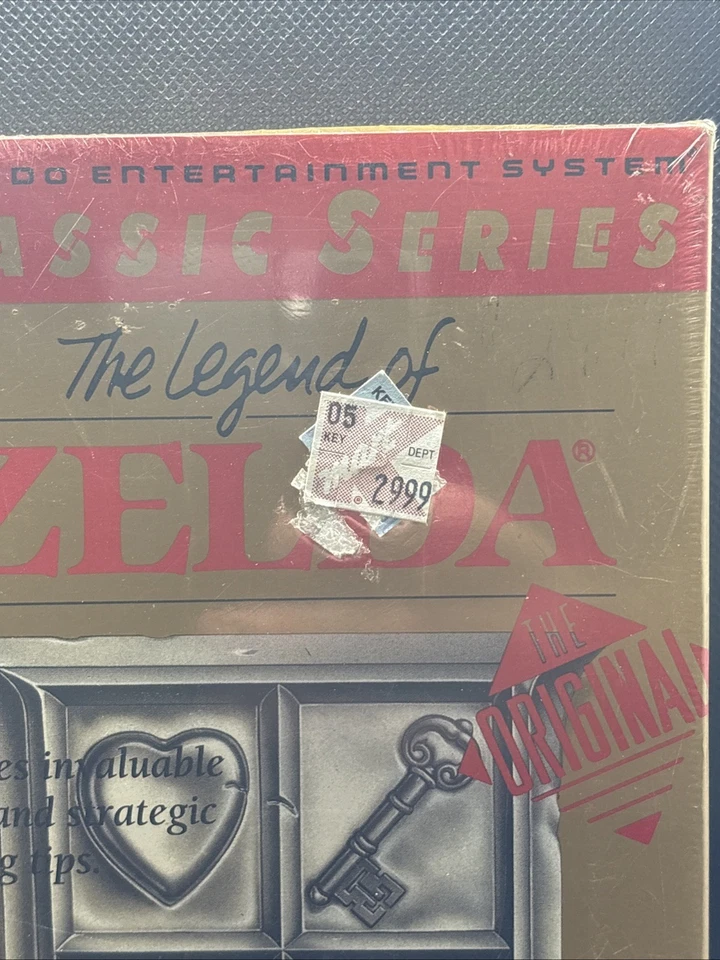 DO ENTERTAINMENT SYSTEM
ASSIC SERIES
The Legend of
ZELDA®
KE
05
KEY
DEPT
2999
THE
ORIGINAL
es invaluable
and strategic
g tips.